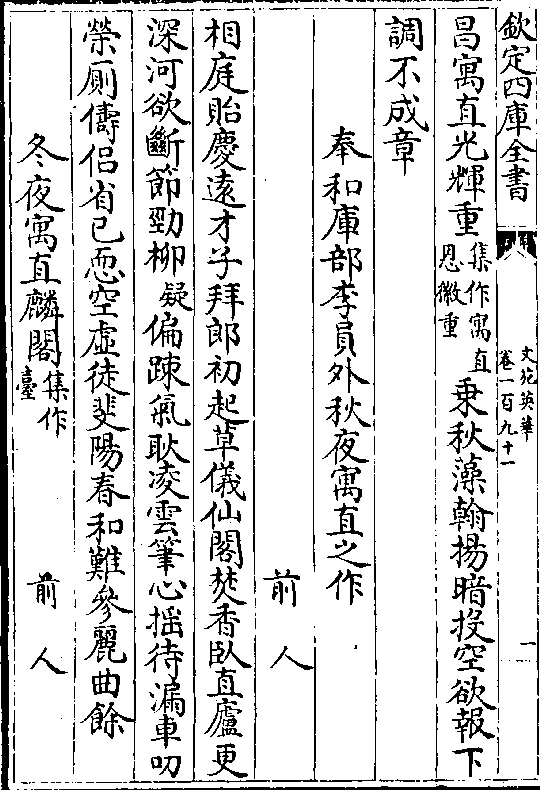 欽定四庫全書
文苑英華
卷一百九十一
一
昌寓直光輝重集作寓直恩徽重乗秋藻翰揚暗投空欲報下
調不成章
奉和庫部李員外秋夜寓直之作
前人
相庭貽慶遠才子拜郎初起草儀仙閣焚香臥直廬更
深河欲斷節勁柳疑偏踈氣耿凌雲筆心揺待漏車叨
榮厠儔侶省已恧空虛徒斐陽春和難參麗曲餘
冬夜寓直麟閣集作臺
前人